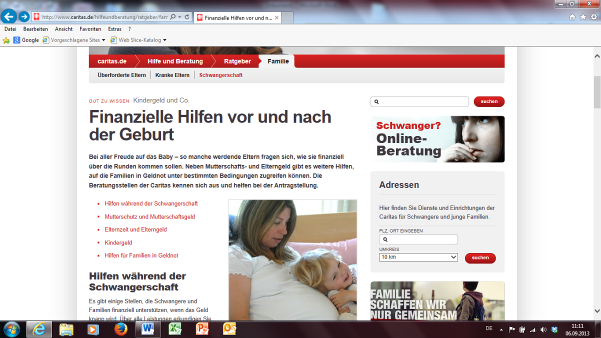 http://www.caritas.de/hilfeundberatung/ratgeber/fam
Finanzielle Hilfen vor und n...
Datei Bearbeiten Ansicht Favoriten Extras ?
Google Vorgeschlagene Sites Web Slice-Katalog
caritas.de Hilfe und Beratung Ratgeber Familie
Überforderte Eltern Kranke Eltern Schwangerschaft
GUT ZU WISSEN Kindergeld und Co.
suchen
Finanzielle Hilfen vor und nach
der Geburt
Bei aller Freude auf das Baby – so manche werdende Eltern fragen sich, wie sie finanziell
über die Runden kommen sollen. Neben Mutterschafts- und Elterngeld gibt es weitere Hilfen,
auf die Familien in Geldnot unter bestimmten Bedingungen zugreifen können. Die
Beratungsstellen der Caritas kennen sich aus und helfen bei der Antragstellung.
Hilfen während der Schwangerschaft
Mutterschutz und Mutterschaftsgeld
Elternzeit und Elterngeld
Kindergeld
Hilfen für Familien in Geldnot
Hilfen während der
Schwangerschaft
Es gibt einige Stellen, die Schwangere und
Familien finanziell unterstützen, wenn das Geld
knapp wird. Über alle Leistungen erkundigen Sie
Schwanger?
Online-
Beratung
Adressen
Hier finden Sie Dienste und Einrichtungen der
Caritas für Schwangere und junge Familien.
PLZ, ORT EINGEBEN
UMKREIS
10 km
suchen
FAMILIE
SCHAFFEN WIR
NUR GEMEINSAM
DE
11:11
06.09.2013